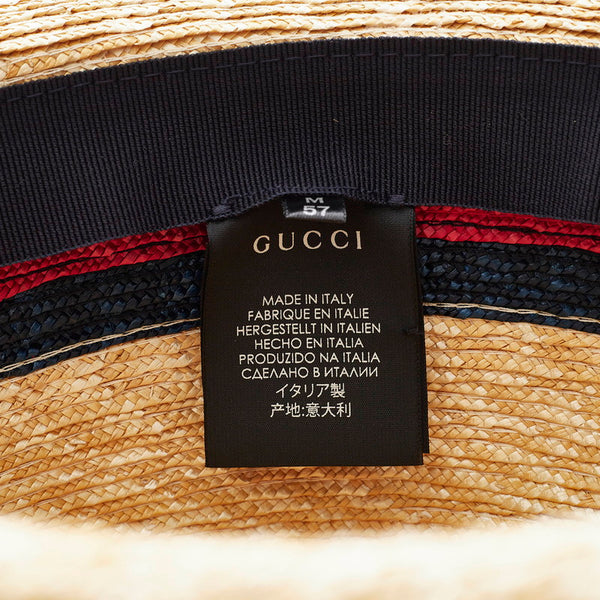 M
57
GUCCI
MADE IN ITALY
FABRIQUE EN ITALIE
HERGESTELLT IN ITALIEN
HECHO EN ITALIA
PRODUZIDO NA ITALIA
СДЕЛАНО В ИТАЛИИ
イタリア製
产地:意大利